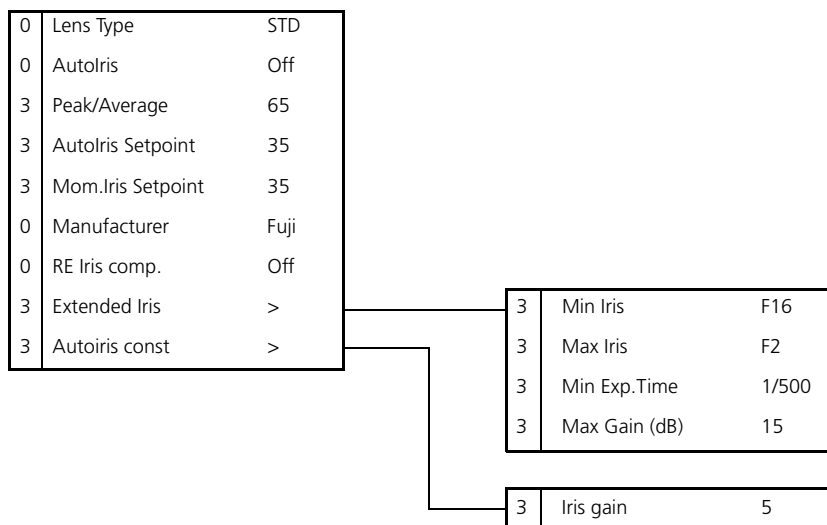 0 Lens Type STD
0 AutoIris Off
3 Peak/Average 65
3 AutoIris Setpoint 35
3 Mom.Iris Setpoint 35
0 Manufacturer Fuji
0 RE Iris comp. Off
3 Extended Iris >
3 Autoiris const >
3 Min Iris F16
3 Max Iris F2
3 Min Exp.Time 1/500
3 Max Gain (dB) 15
3 Iris gain 5